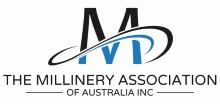 M
THE MILLINERY ASSOCIATION
OF AUSTRALIA INC